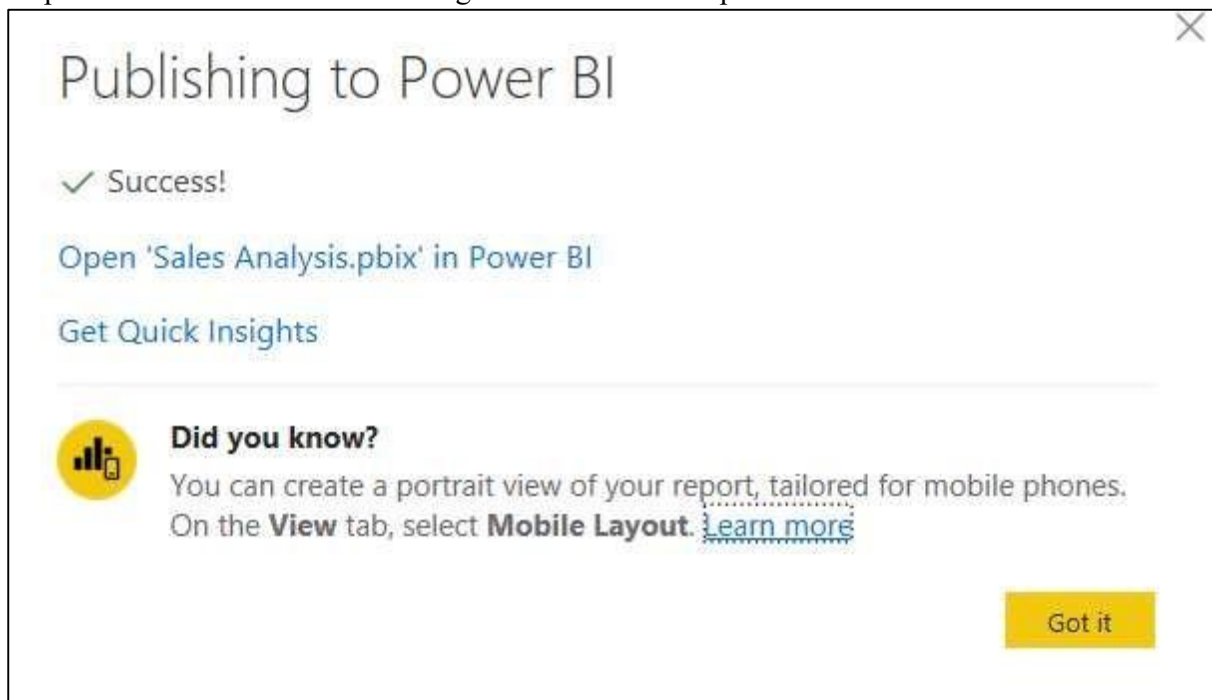 Publishing to Power BI
Success!
Open 'Sales Analysis.pbix' in Power BI
Get Quick Insights
Did you know?
You can create a portrait view of your report, tailored for mobile phones.
On the View tab, select Mobile Layout. Learn more
Got it